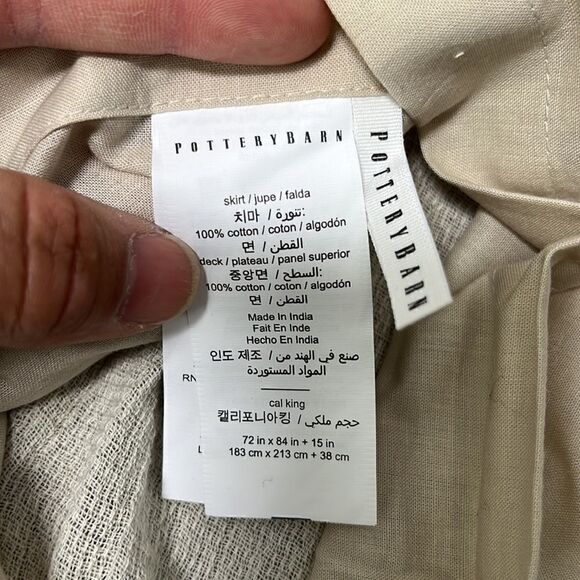 POTTERYBARN
POTTERYBARN
skirt / jupe / falda
치마 / تنورة:
100% cotton / coton / algodón
면 / القطن
deck / plateau / panel superior
중앙면 / السطح:
100% cotton / coton / algodón
면 / القطن
Made In India
Fait En Inde
Hecho En India
인도 제조 / صنع في الهند من
المواد المستوردة
RN
cal king
캘리포니아킹 / حجم ملكي
72 in x 84 in + 15 in
183 cm x 213 cm + 38 cm